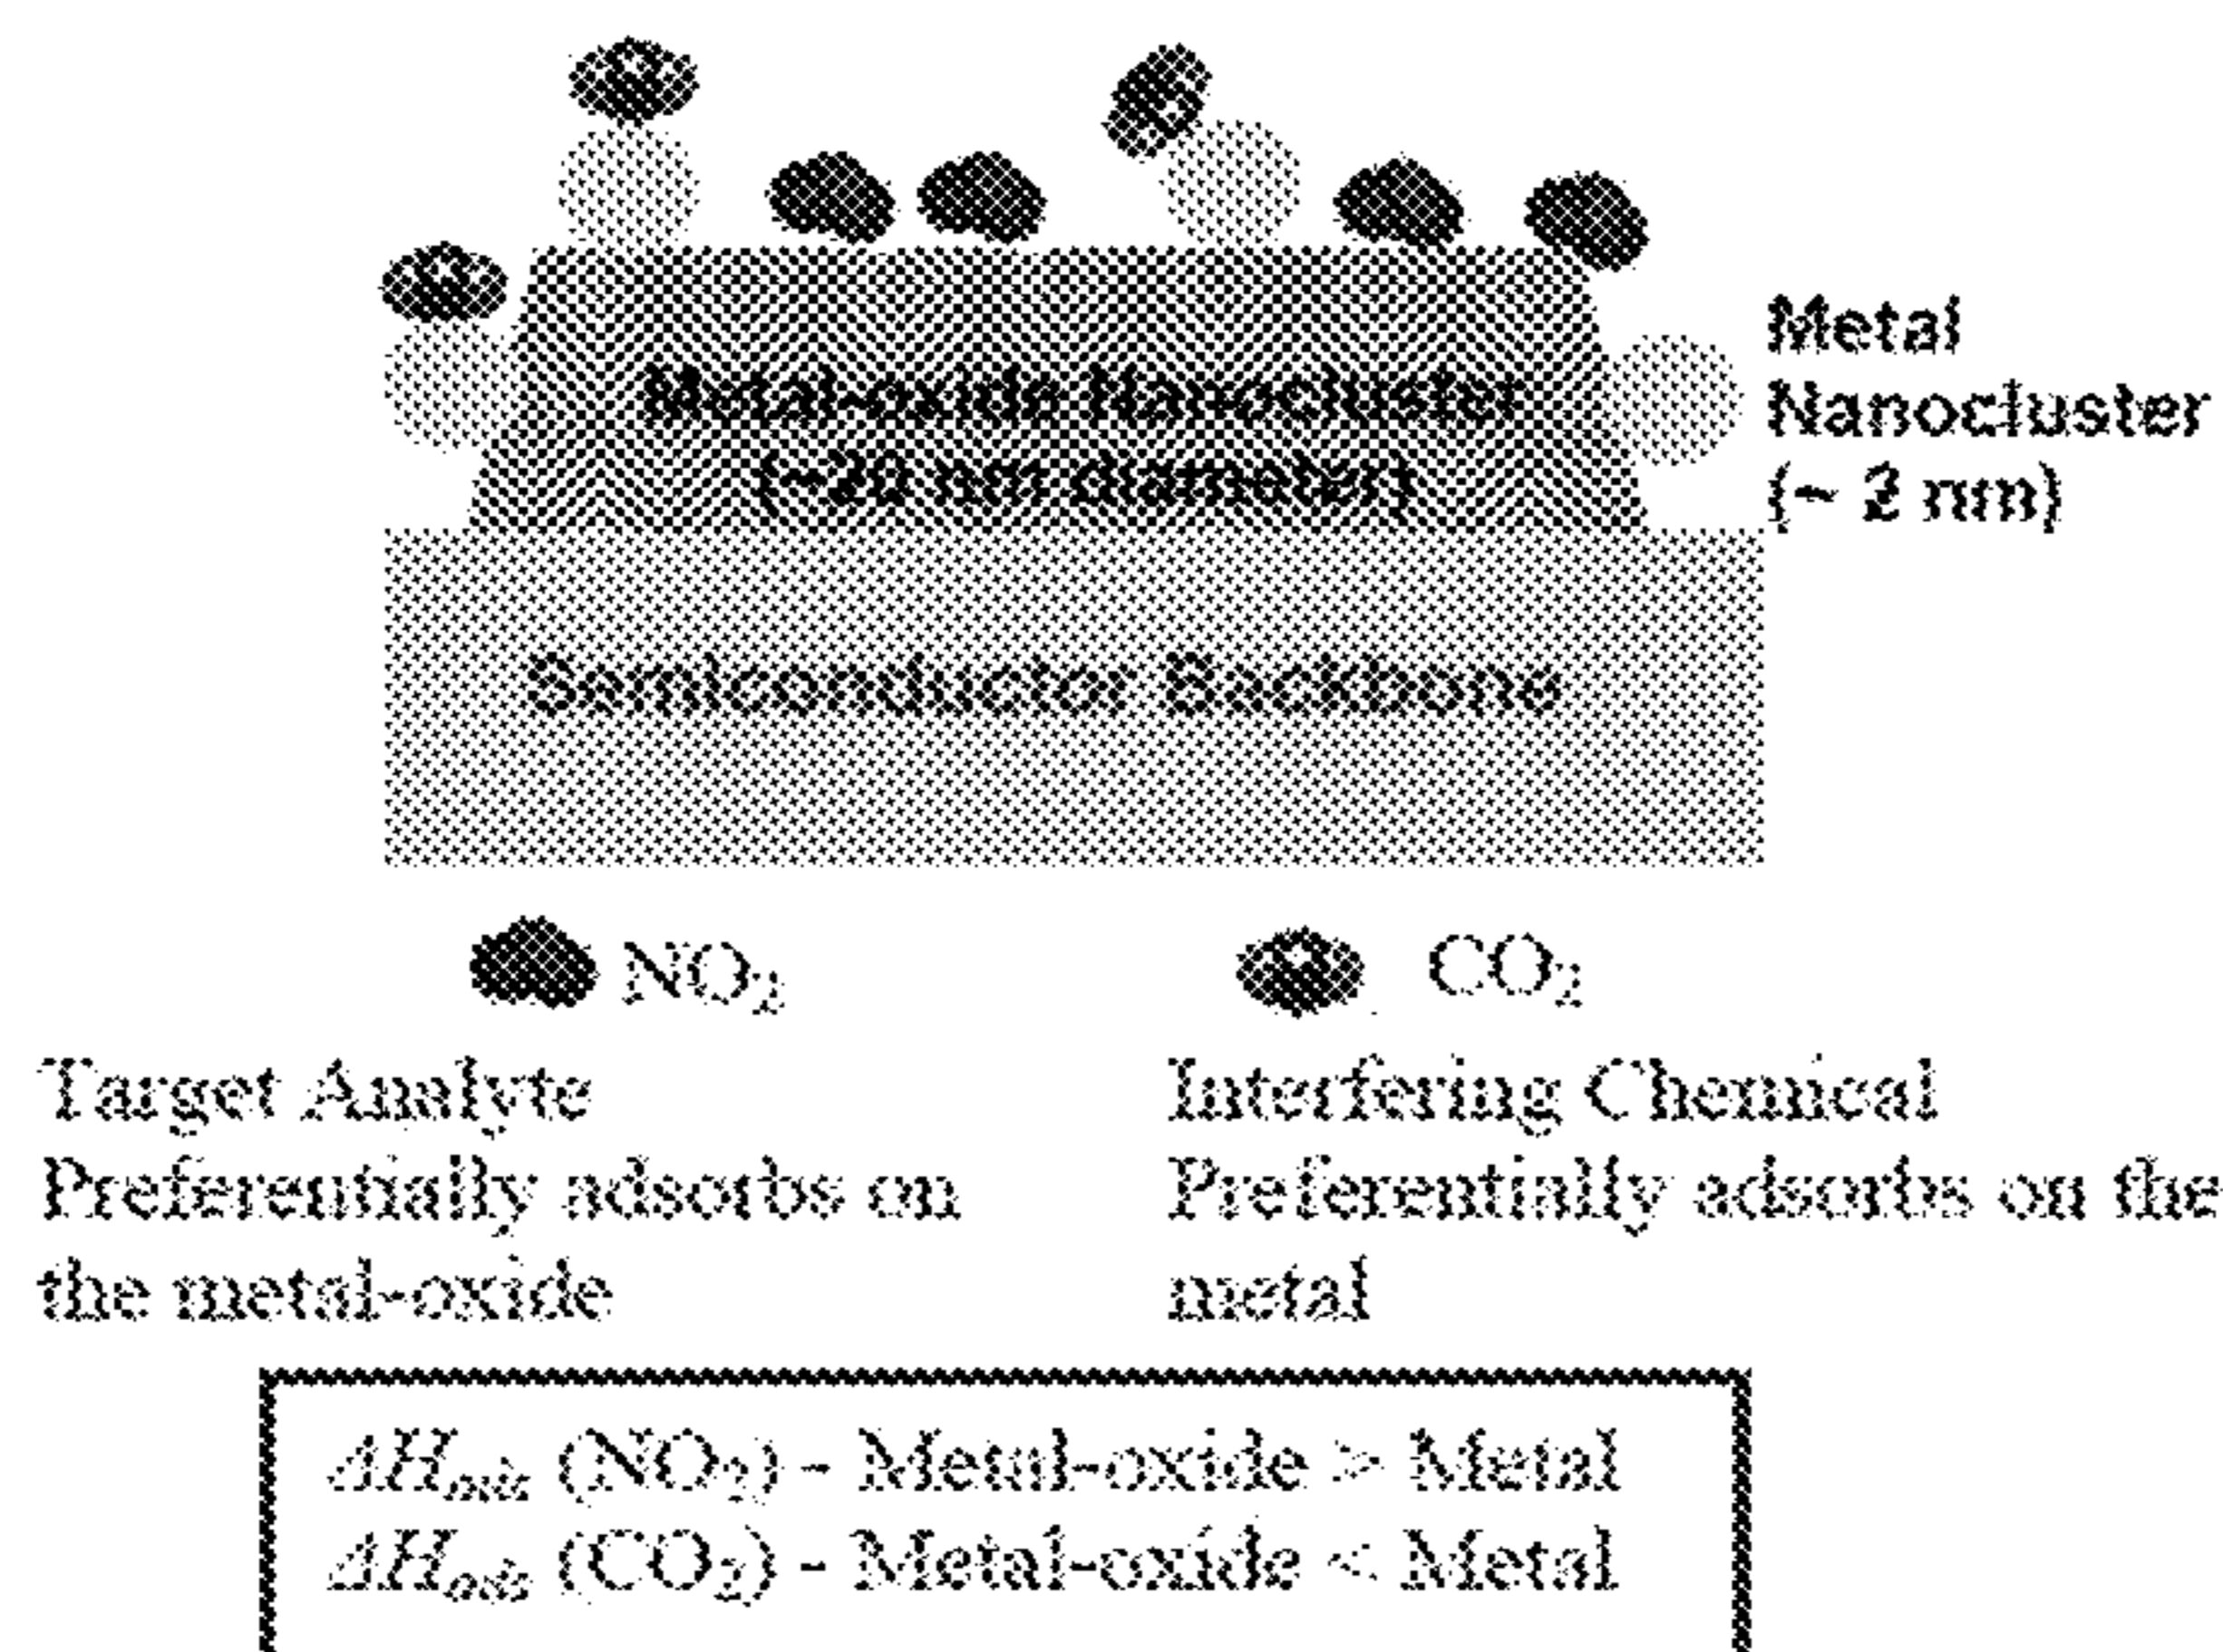 Metal
Nanocluster
(~ 2 nm)
Metal-oxide Nanocluster
(~20 nm diameter)
Semiconductor Backbone
NO₂
CO₂
Target Analyte
Preferentially adsorbs on
the metal-oxide
Interfering Chemical
Preferentially adsorbs on the
metal
ΔHads (NO₂) - Metal-oxide > Metal
ΔHads (CO₂) - Metal-oxide < Metal